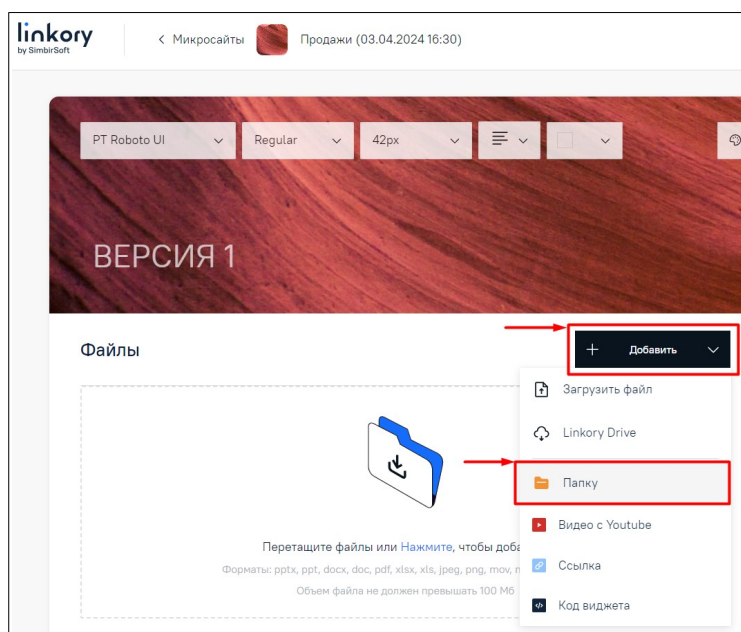 linkory
by SimbirSoft
Микросайты
Продажи (03.04.2024 16:30)
PT Roboto UI
Regular
42px
ВЕРСИЯ 1
Файлы
Добавить
Загрузить файл
Linkory Drive
Папку
Видео с Youtube
Ссылка
Код виджета
Перетащите файлы или Нажмите, чтобы доба
Форматы: pptx, ppt, docx, doc, pdf, xlsx, xls, jpeg, png, mov,
Объем файла не должен превышать 100 Мб